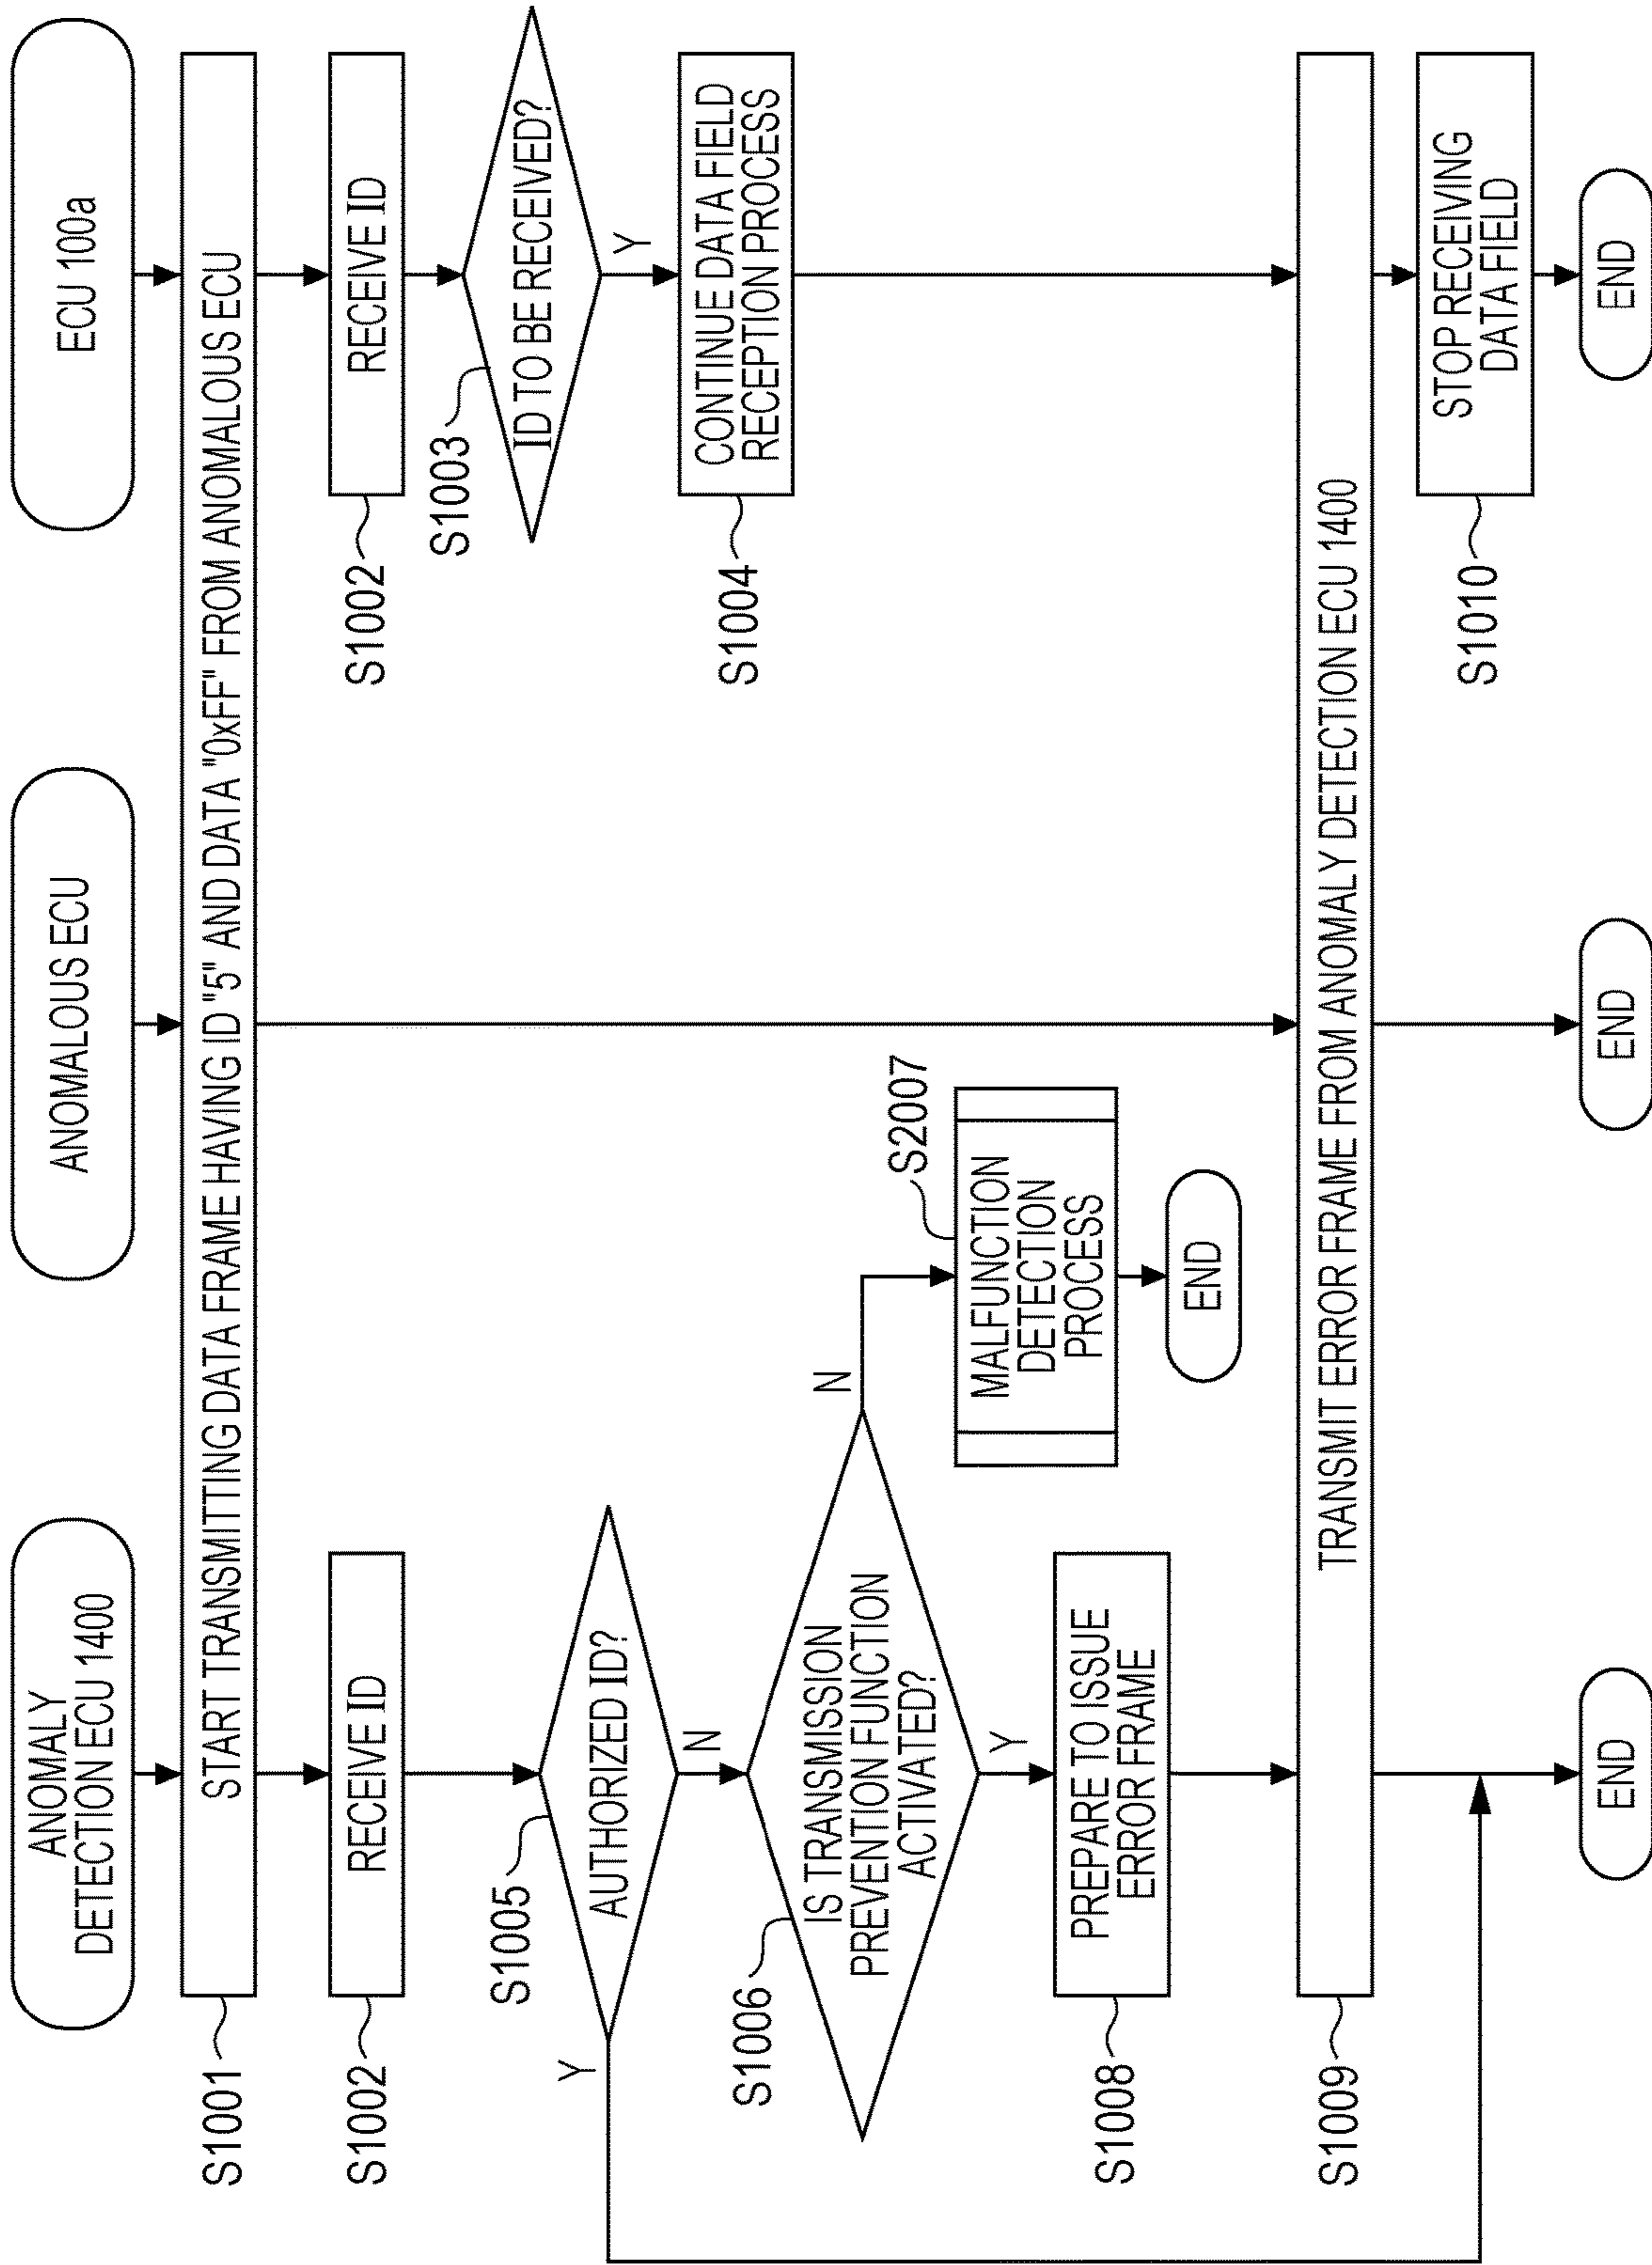 ANOMALY
DETECTION ECU 1400
ANOMALOUS ECU
ECU 100a
S1001
START TRANSMITTING DATA FRAME HAVING ID "5" AND DATA "0xFF" FROM ANOMALOUS ECU
S1002
RECEIVE ID
S1002
RECEIVE ID
S1005
AUTHORIZED ID?
Y
N
S1003
ID TO BE RECEIVED?
Y
S1006
IS TRANSMISSION
PREVENTION FUNCTION
ACTIVATED?
N
Y
S2007
MALFUNCTION
DETECTION
PROCESS
END
S1004
CONTINUE DATA FIELD
RECEPTION PROCESS
S1008
PREPARE TO ISSUE
ERROR FRAME
S1009
TRANSMIT ERROR FRAME FROM ANOMALY DETECTION ECU 1400
S1010
STOP RECEIVING
DATA FIELD
END
END
END